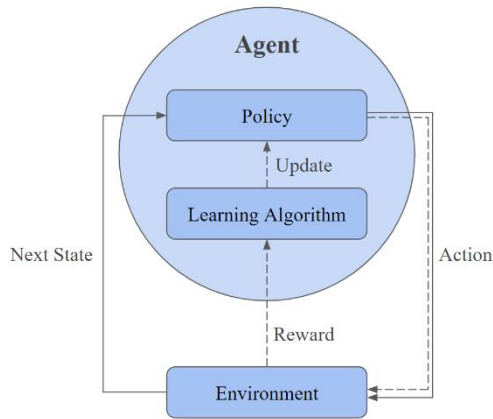 Agent
Policy
Update
Learning Algorithm
Next State
Action
Reward
Environment